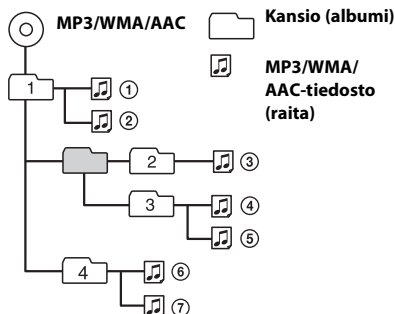 MP3/WMA/AAC
Kansio (albumi)
MP3/WMA/
AAC-tiedosto
(raita)
1
①
②
2
③
3
④
⑤
4
⑥
⑦